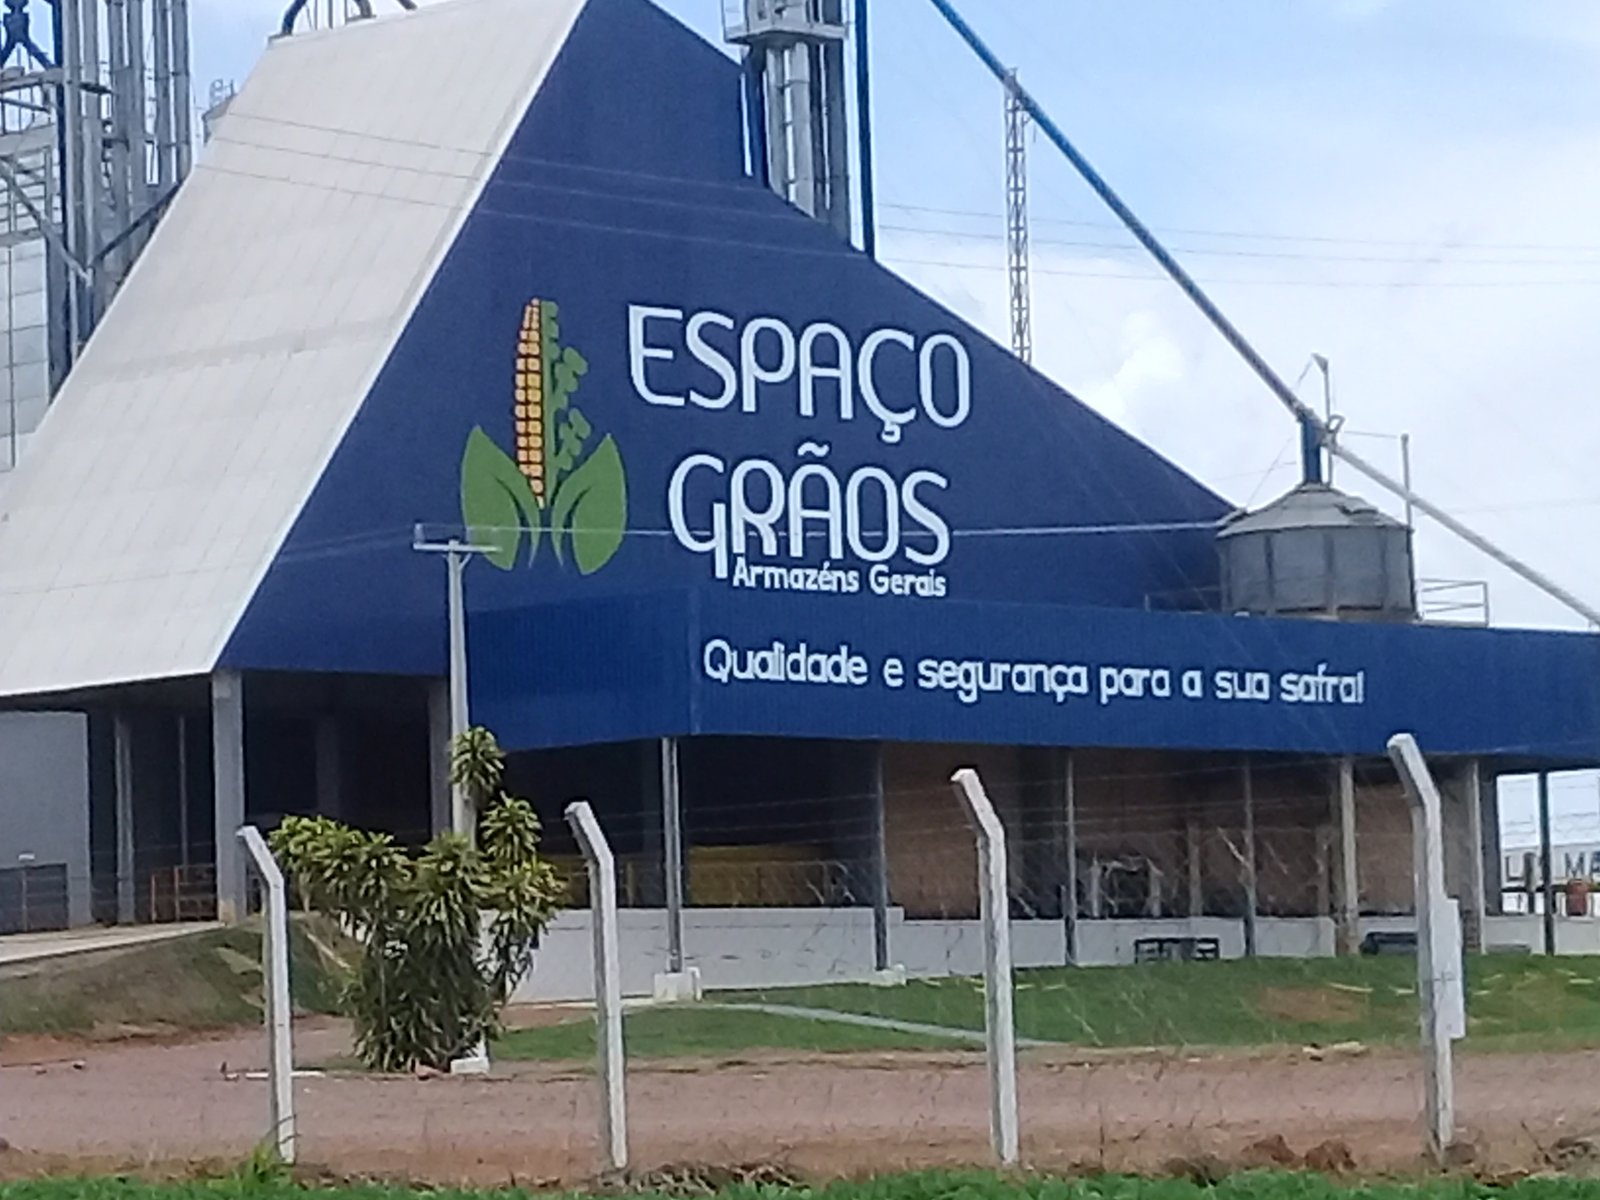 ESPAÇO
GRÃOS
Armazéns Gerais
Qualidade e segurança para a sua safra!